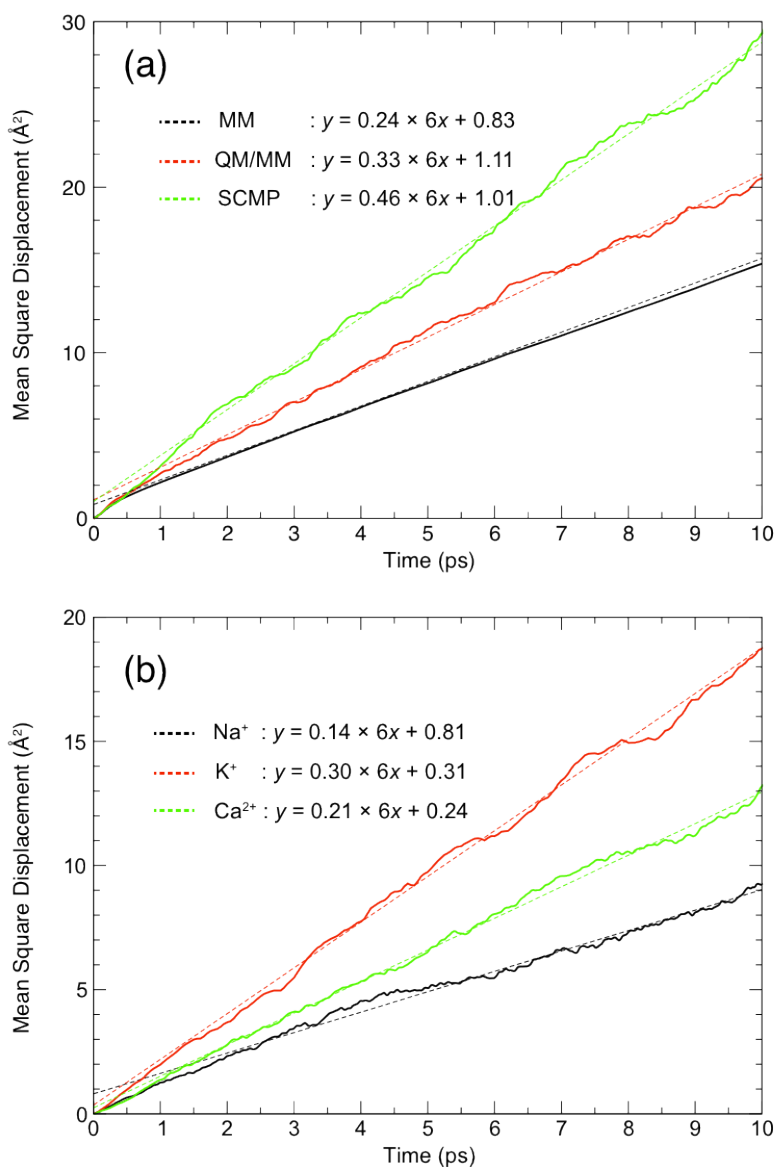 (a)
Mean Square Displacement (Å²)
30
20
10
0
MM : y = 0.24 × 6x + 0.83
QM/MM : y = 0.33 × 6x + 1.11
SCMP : y = 0.46 × 6x + 1.01
0 1 2 3 4 5 6 7 8 9 10
Time (ps)
(b)
Mean Square Displacement (Å²)
20
15
10
5
0
Na⁺ : y = 0.14 × 6x + 0.81
K⁺ : y = 0.30 × 6x + 0.31
Ca²⁺ : y = 0.21 × 6x + 0.24
0 1 2 3 4 5 6 7 8 9 10
Time (ps)